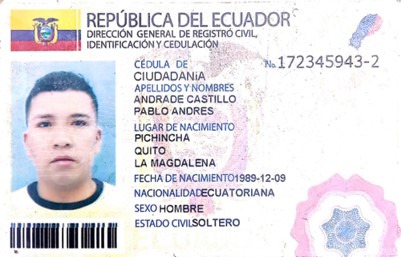 REPÚBLICA DEL ECUADOR
DIRECCIÓN GENERAL DE REGISTRÓ CIVIL,
IDENTIFICACIÓN Y CEDULACIÓN
CÉDULA DE No. 172345943-2
CIUDADANíA
APELLIDOS Y NOMBRES
ANDRADE CASTILLO
PABLO ANDRES
LUGAR DE NACIMIENTO
PICHINCHA
QUITO
LA MAGDALENA
FECHA DE NACIMIENTO 1989-12-09
NACIONALIDAD ECUATORIANA
SEXO HOMBRE
ESTADO CIVIL SOLTERO